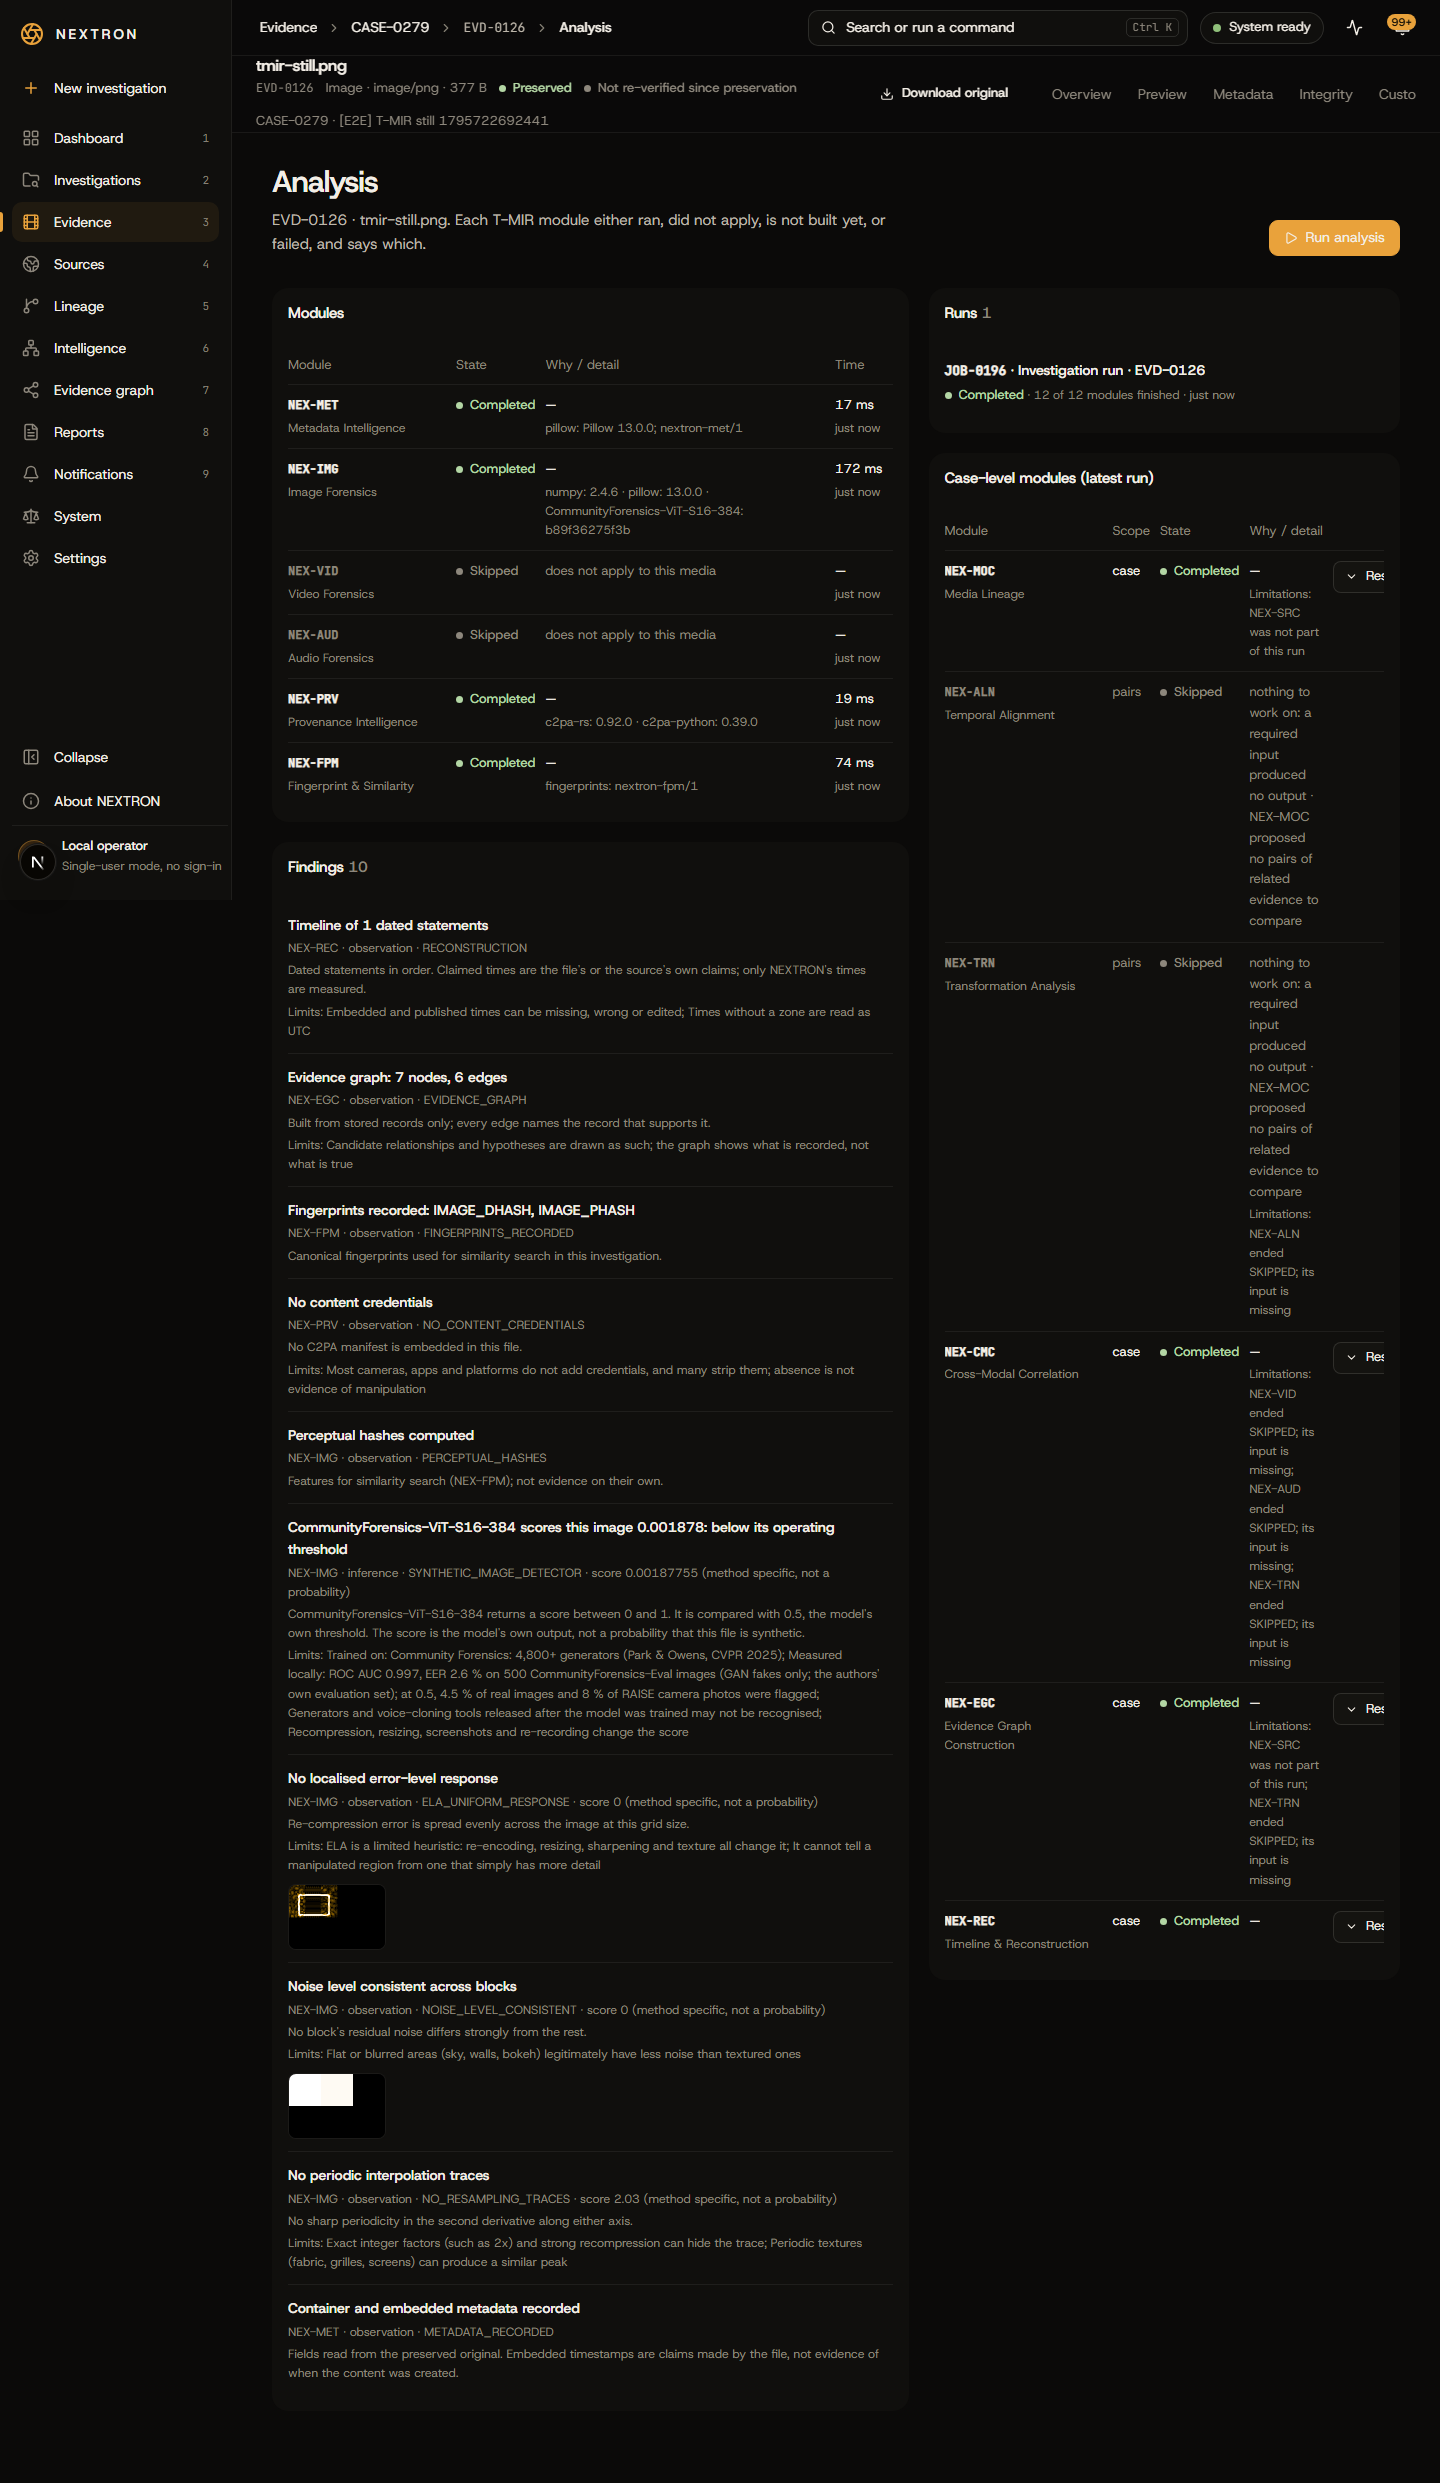 NEXTRON
New investigation
Dashboard 1
Investigations 2
Evidence 3
Sources 4
Lineage 5
Intelligence 6
Evidence graph 7
Reports 8
Notifications 9
System
Settings
Collapse
About NEXTRON
N
Local operator
Single-user mode, no sign-in
Evidence > CASE-0279 > EVD-0126 > Analysis
Search or run a command Ctrl K
System ready
99+
tmir-still.png
EVD-0126 Image · image/png · 377 B Preserved Not re-verified since preservation
CASE-0279 · [E2E] T-MIR still 1795722692441
Download original
Overview Preview Metadata Integrity Custo
Analysis
EVD-0126 · tmir-still.png. Each T-MIR module either ran, did not apply, is not built yet, or
failed, and says which.
Run analysis
Modules
Module State Why / detail Time
NEX-MET Completed — 17 ms
Metadata Intelligence pillow: Pillow 13.0.0; nextron-met/1 just now
NEX-IMG Completed — 172 ms
Image Forensics numpy: 2.4.6 · pillow: 13.0.0 · just now
CommunityForensics-ViT-S16-384:
b89f36275f3b
NEX-VID Skipped does not apply to this media —
Video Forensics just now
NEX-AUD Skipped does not apply to this media —
Audio Forensics just now
NEX-PRV Completed — 19 ms
Provenance Intelligence c2pa-rs: 0.92.0 · c2pa-python: 0.39.0 just now
NEX-FPM Completed — 74 ms
Fingerprint & Similarity fingerprints: nextron-fpm/1 just now
Findings 10
Timeline of 1 dated statements
NEX-REC · observation · RECONSTRUCTION
Dated statements in order. Claimed times are the file's or the source's own claims; only NEXTRON's times
are measured.
Limits: Embedded and published times can be missing, wrong or edited; Times without a zone are read as
UTC
Evidence graph: 7 nodes, 6 edges
NEX-EGC · observation · EVIDENCE_GRAPH
Built from stored records only; every edge names the record that supports it.
Limits: Candidate relationships and hypotheses are drawn as such; the graph shows what is recorded, not
what is true
Fingerprints recorded: IMAGE_DHASH, IMAGE_PHASH
NEX-FPM · observation · FINGERPRINTS_RECORDED
Canonical fingerprints used for similarity search in this investigation.
No content credentials
NEX-PRV · observation · NO_CONTENT_CREDENTIALS
No C2PA manifest is embedded in this file.
Limits: Most cameras, apps and platforms do not add credentials, and many strip them; absence is not
evidence of manipulation
Perceptual hashes computed
NEX-IMG · observation · PERCEPTUAL_HASHES
Features for similarity search (NEX-FPM); not evidence on their own.
CommunityForensics-ViT-S16-384 scores this image 0.001878: below its operating
threshold
NEX-IMG · inference · SYNTHETIC_IMAGE_DETECTOR · score 0.00187755 (method specific, not a
probability)
CommunityForensics-ViT-S16-384 returns a score between 0 and 1. It is compared with 0.5, the model's
own threshold. The score is the model's own output, not a probability that this file is synthetic.
Limits: Trained on: Community Forensics: 4,800+ generators (Park & Owens, CVPR 2025); Measured
locally: ROC AUC 0.997, EER 2.6 % on 500 CommunityForensics-Eval images (GAN fakes only; the authors'
own evaluation set); at 0.5, 4.5 % of real images and 8 % of RAISE camera photos were flagged;
Generators and voice-cloning tools released after the model was trained may not be recognised;
Recompression, resizing, screenshots and re-recording change the score
No localised error-level response
NEX-IMG · observation · ELA_UNIFORM_RESPONSE · score 0 (method specific, not a probability)
Re-compression error is spread evenly across the image at this grid size.
Limits: ELA is a limited heuristic: re-encoding, resizing, sharpening and texture all change it; It cannot tell a
manipulated region from one that simply has more detail
Noise level consistent across blocks
NEX-IMG · observation · NOISE_LEVEL_CONSISTENT · score 0 (method specific, not a probability)
No block's residual noise differs strongly from the rest.
Limits: Flat or blurred areas (sky, walls, bokeh) legitimately have less noise than textured ones
No periodic interpolation traces
NEX-IMG · observation · NO_RESAMPLING_TRACES · score 2.03 (method specific, not a probability)
No sharp periodicity in the second derivative along either axis.
Limits: Exact integer factors (such as 2x) and strong recompression can hide the trace; Periodic textures
(fabric, grilles, screens) can produce a similar peak
Container and embedded metadata recorded
NEX-MET · observation · METADATA_RECORDED
Fields read from the preserved original. Embedded timestamps are claims made by the file, not evidence of
when the content was created.
Runs 1
JOB-0196 · Investigation run · EVD-0126
Completed · 12 of 12 modules finished · just now
Case-level modules (latest run)
Module Scope State Why / detail
NEX-MOC case Completed — Res
Media Lineage Limitations:
NEX-SRC
was not part
of this run
NEX-ALN pairs Skipped nothing to
Temporal Alignment work on: a
required
input
produced
no output ·
NEX-MOC
proposed
no pairs of
related
evidence to
compare
NEX-TRN pairs Skipped nothing to
Transformation Analysis work on: a
required
input
produced
no output ·
NEX-MOC
proposed
no pairs of
related
evidence to
compare
Limitations:
NEX-ALN
ended
SKIPPED; its
input is
missing
NEX-CMC case Completed — Res
Cross-Modal Correlation Limitations:
NEX-VID
ended
SKIPPED; its
input is
missing;
NEX-AUD
ended
SKIPPED; its
input is
missing;
NEX-TRN
ended
SKIPPED; its
input is
missing
NEX-EGC case Completed — Res
Evidence Graph Limitations:
Construction NEX-SRC
was not part
of this run;
NEX-TRN
ended
SKIPPED; its
input is
missing
NEX-REC case Completed — Res
Timeline & Reconstruction